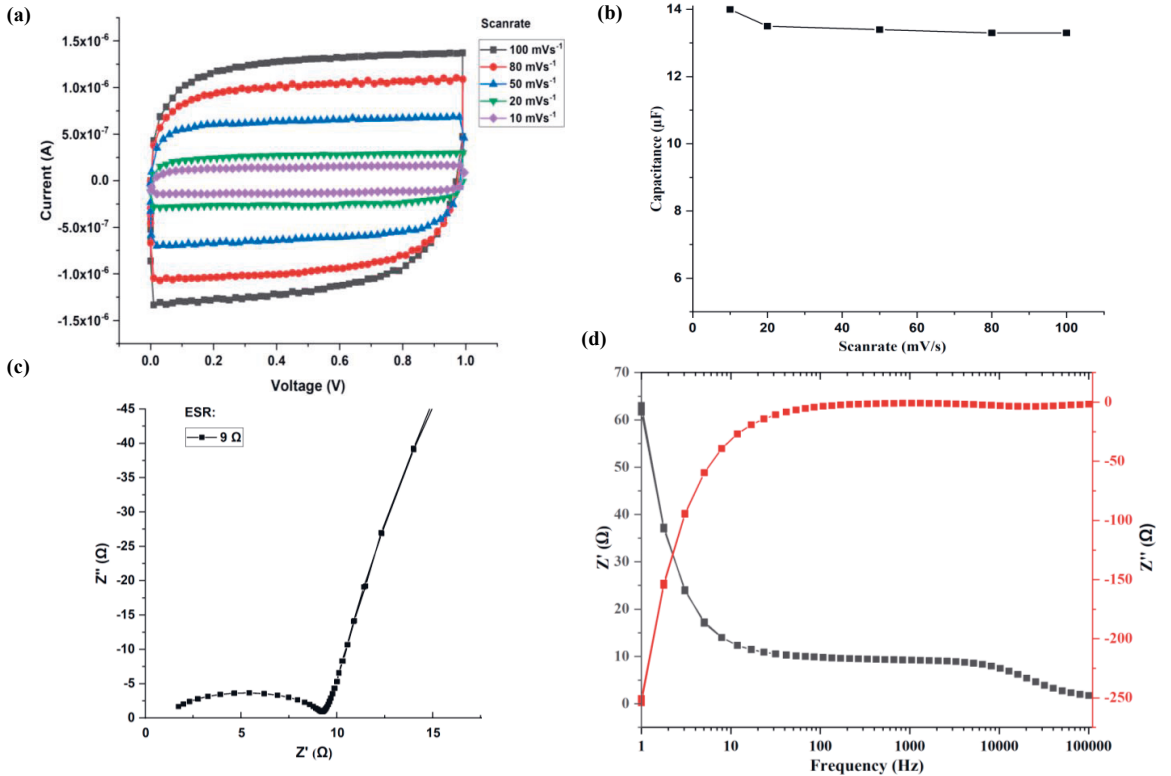 (a)
Scanrate
100 mVs⁻¹
80 mVs⁻¹
50 mVs⁻¹
20 mVs⁻¹
10 mVs⁻¹
1.5x10⁻⁶
1.0x10⁻⁶
5.0x10⁻⁷
0.0
-5.0x10⁻⁷
-1.0x10⁻⁶
-1.5x10⁻⁶
Current (A)
0.0 0.2 0.4 0.6 0.8 1.0
Voltage (V)
(b)
14
12
10
8
6
Capacitance (µF)
0 20 40 60 80 100
Scanrate (mV/s)
(c)
ESR:
9 Ω
-45
-40
-35
-30
-25
-20
-15
-10
-5
0
Z'' (Ω)
0 5 10 15
Z' (Ω)
(d)
70
60
50
40
30
20
10
0
Z' (Ω)
0
-50
-100
-150
-200
-250
Z'' (Ω)
1 10 100 1000 10000 100000
Frequency (Hz)